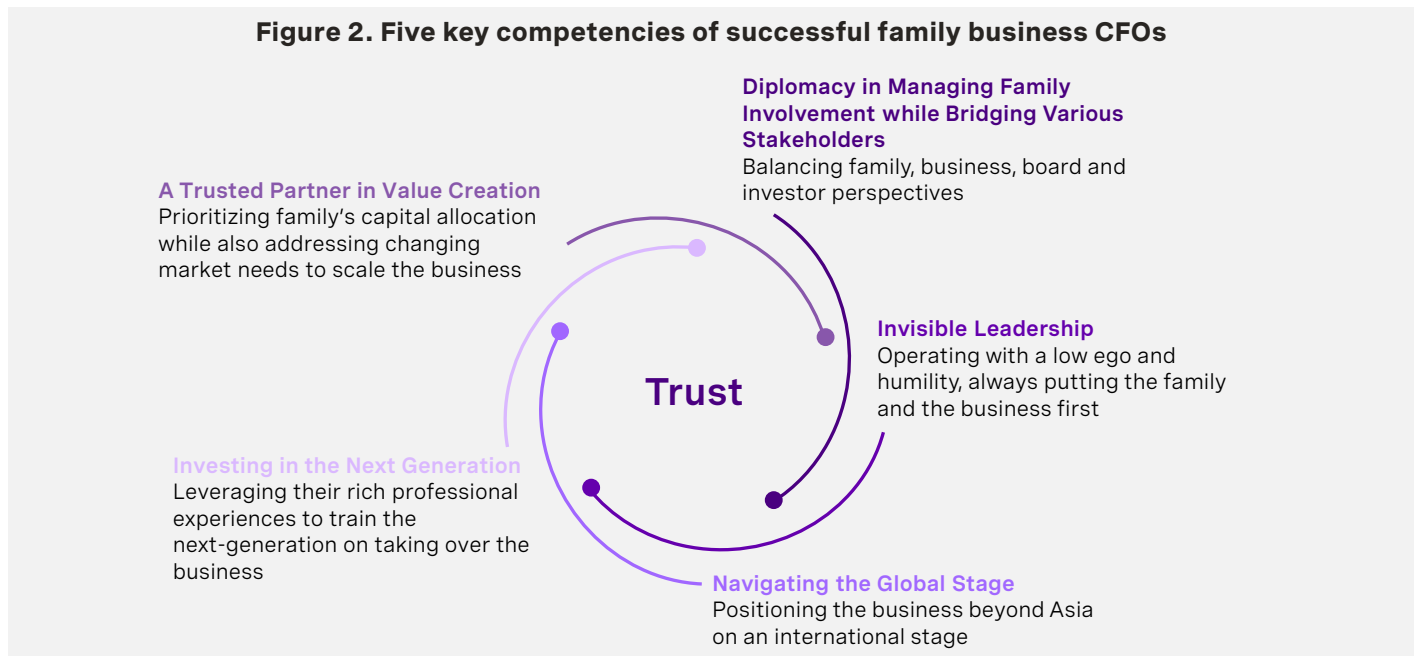 Figure 2. Five key competencies of successful family business CFOs
Diplomacy in Managing Family
Involvement while Bridging Various
Stakeholders
Balancing family, business, board and
investor perspectives
A Trusted Partner in Value Creation
Prioritizing family’s capital allocation
while also addressing changing
market needs to scale the business
Invisible Leadership
Operating with a low ego and
humility, always putting the family
and the business first
Trust
Investing in the Next Generation
Leveraging their rich professional
experiences to train the
next-generation on taking over the
business
Navigating the Global Stage
Positioning the business beyond Asia
on an international stage